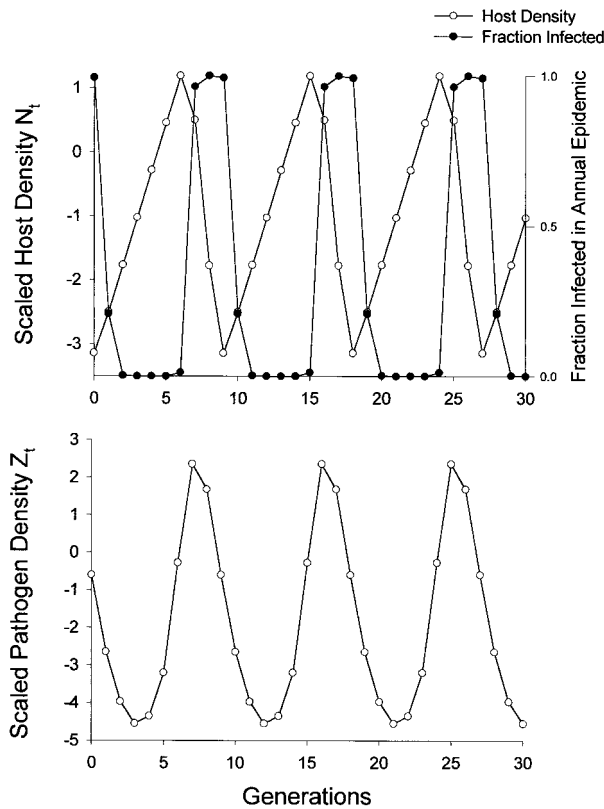 Host Density
Fraction Infected
Scaled Host Density N_t
1
0
-1
-2
-3
1.0
0.5
0.0
Fraction Infected in Annual Epidemic
0 5 10 15 20 25 30
Scaled Pathogen Density Z_t
3
2
1
0
-1
-2
-3
-4
-5
0 5 10 15 20 25 30
Generations